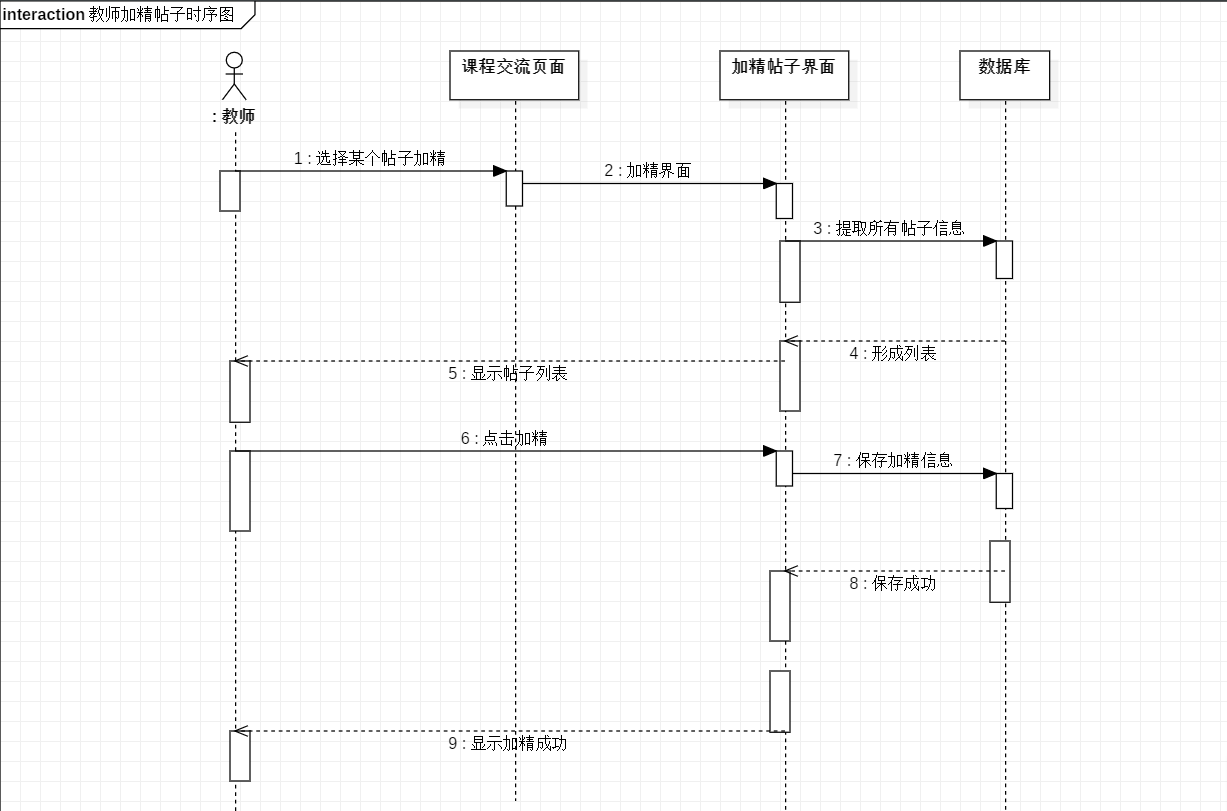 interaction 教师加精帖子时序图
课程交流页面
加精帖子界面
数据库
: 教师
1 : 选择某个帖子加精
2 : 加精界面
3 : 提取所有帖子信息
4 : 形成列表
5 : 显示帖子列表
6 : 点击加精
7 : 保存加精信息
8 : 保存成功
9 : 显示加精成功